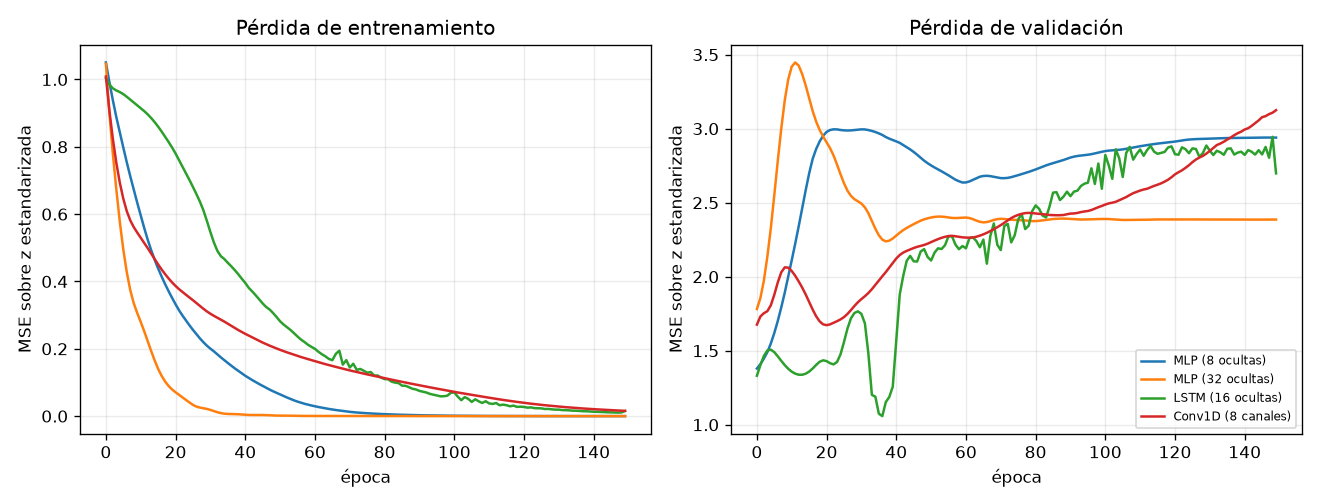 Pérdida de entrenamiento
MSE sobre z estandarizada
1.0
0.8
0.6
0.4
0.2
0.0
0 20 40 60 80 100 120 140
época
Pérdida de validación
MSE sobre z estandarizada
3.5
3.0
2.5
2.0
1.5
1.0
MLP (8 ocultas)
MLP (32 ocultas)
LSTM (16 ocultas)
Conv1D (8 canales)
0 20 40 60 80 100 120 140
época